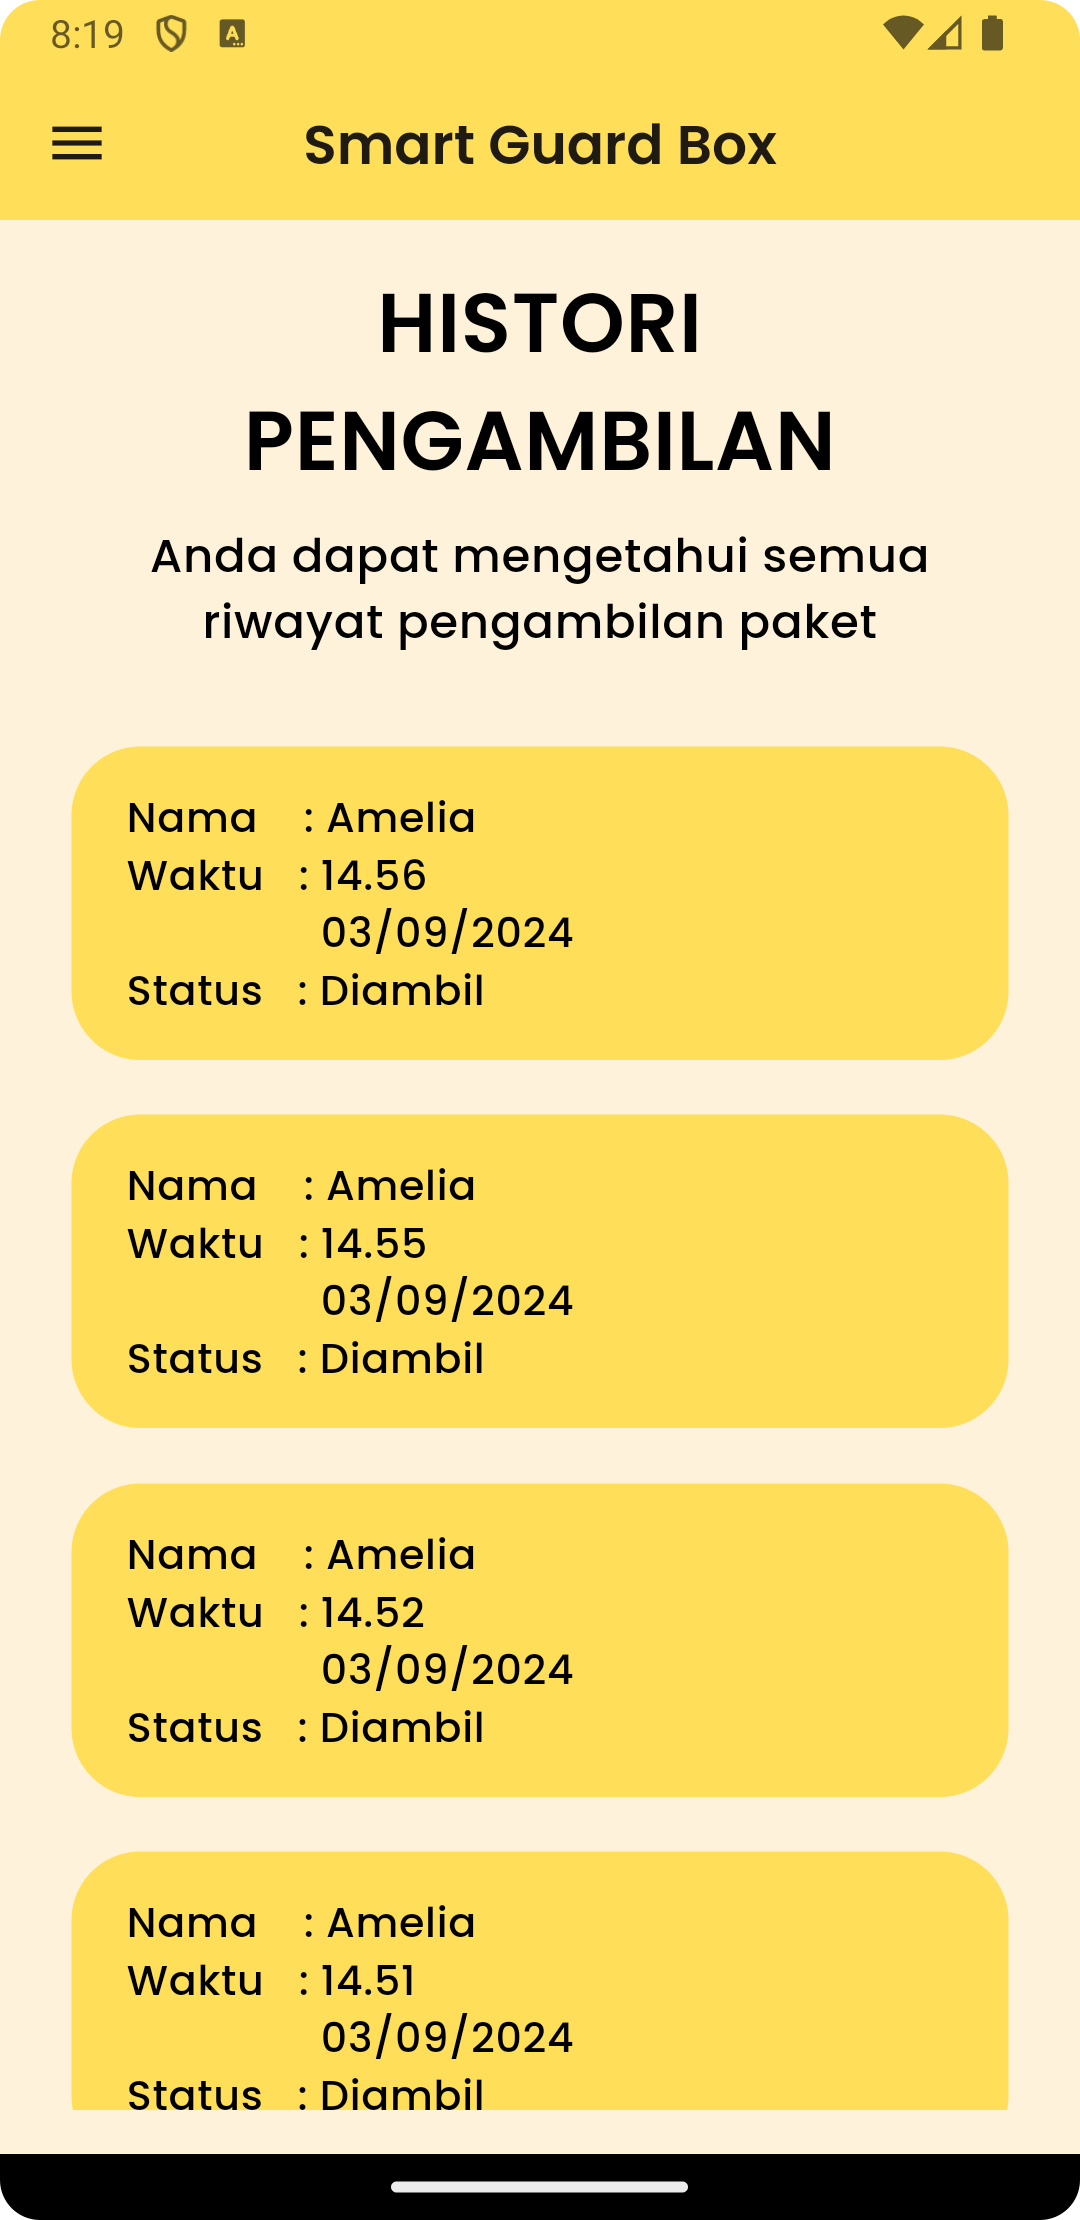 8:19
Smart Guard Box
HISTORI
PENGAMBILAN
Anda dapat mengetahui semua
riwayat pengambilan paket
Nama : Amelia
Waktu : 14.56
03/09/2024
Status : Diambil
Nama : Amelia
Waktu : 14.55
03/09/2024
Status : Diambil
Nama : Amelia
Waktu : 14.52
03/09/2024
Status : Diambil
Nama : Amelia
Waktu : 14.51
03/09/2024
Status : Diambil